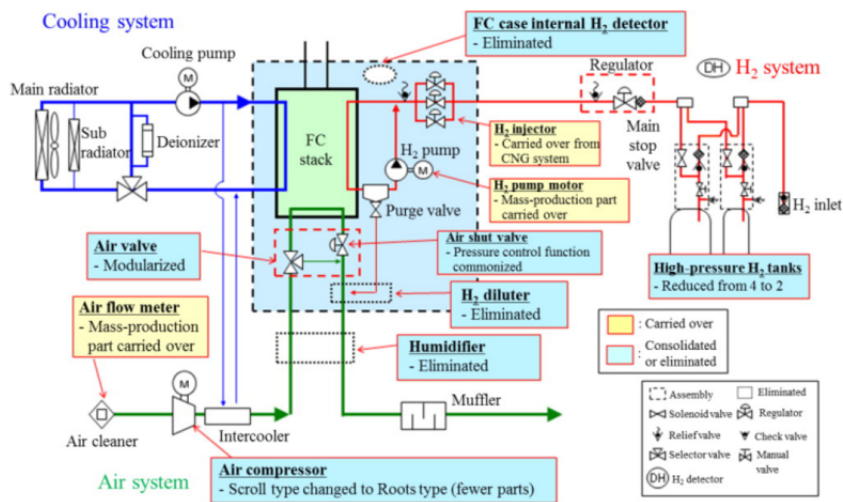 Cooling system
Cooling pump
M
Main radiator
Sub
radiator
Deionizer
FC
stack
FC case internal H₂ detector
- Eliminated
Regulator
DH
H₂ system
Main
stop
valve
H₂ injector
- Carried over from
CNG system
H₂ pump
M
H₂ pump motor
- Mass-production part
carried over
Purge valve
H₂ inlet
Air valve
- Modularized
Air shut valve
- Pressure control function
commonized
High-pressure H₂ tanks
- Reduced from 4 to 2
H₂ diluter
- Eliminated
Air flow meter
- Mass-production
part carried over
Humidifier
- Eliminated
: Carried over
: Consolidated
or eliminated
M
Air cleaner
Intercooler
Muffler
Air system
Air compressor
- Scroll type changed to Roots type (fewer parts)
Assembly
Eliminated
Solenoid valve
Regulator
Relief valve
Check valve
Selector valve
Manual
valve
DH
H₂ detector